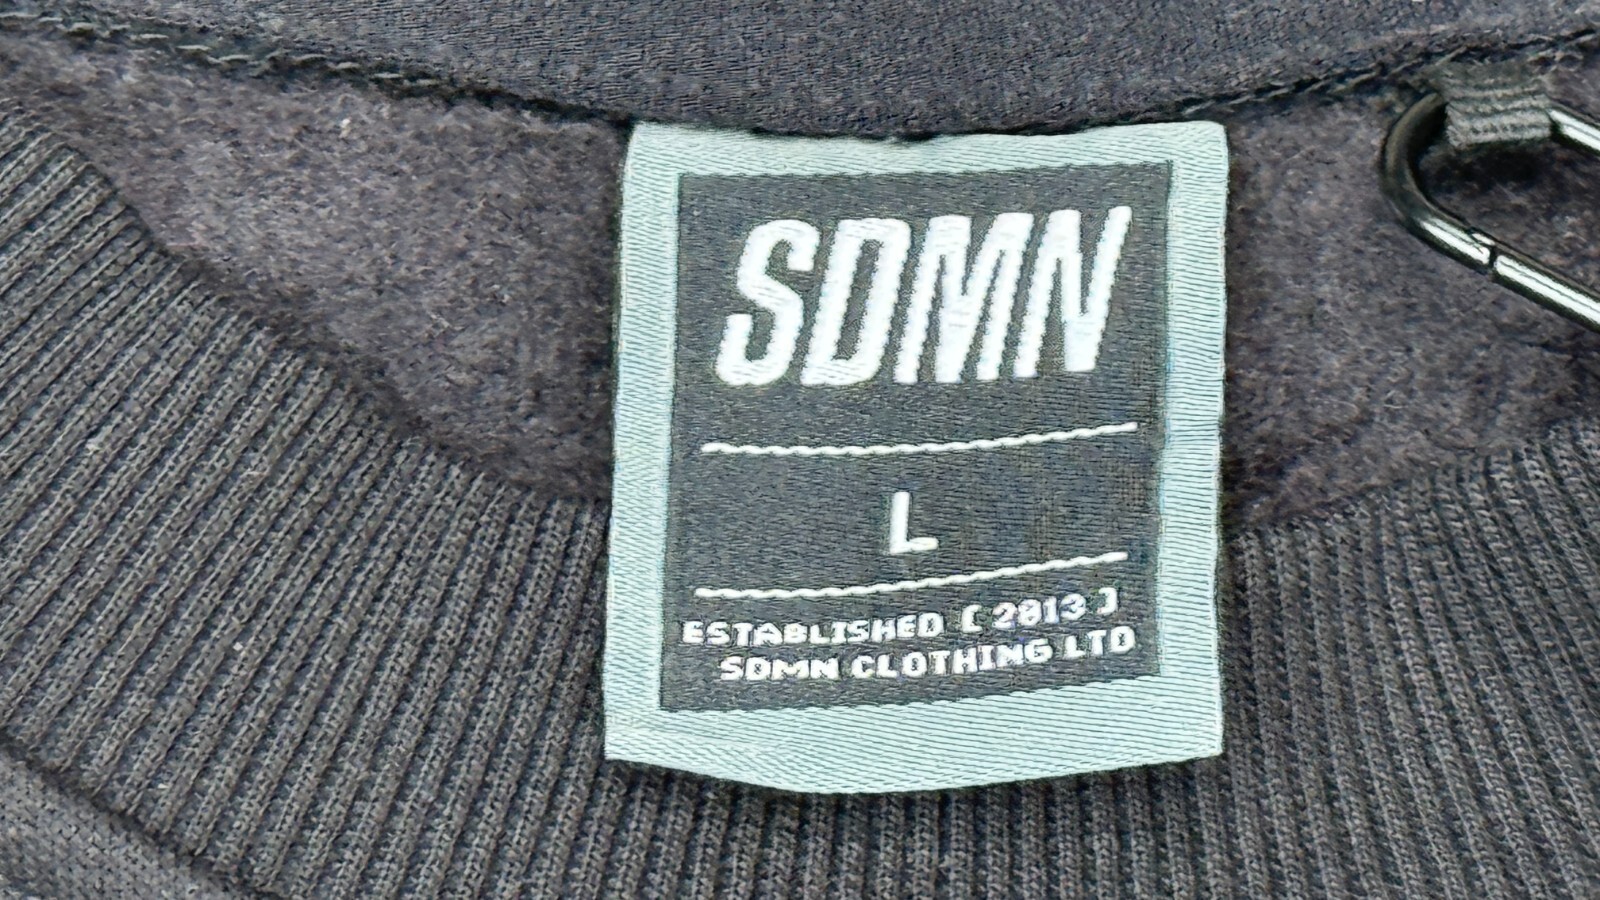 SDMN
L
ESTABLISHED [ 2013 ]
SDMN CLOTHING LTD